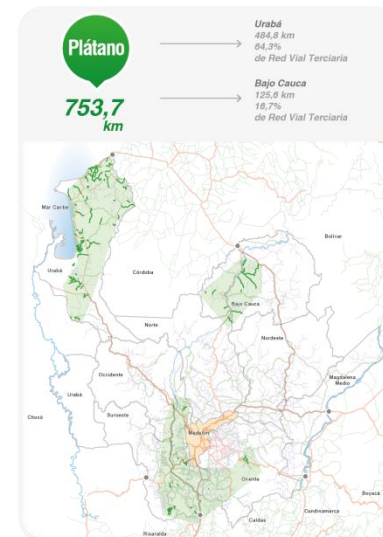 Plátano
753,7
km
Urabá
484,8 km
64,3%
de Red Vial Terciaria
Bajo Cauca
125,6 km
16,7%
de Red Vial Terciaria
Mar Caribe
Bolívar
Urabá
Córdoba
Bajo Cauca
Norte
Nordeste
Occidente
Magdalena
Medio
Urabá
Chocó
Suroeste
Medellín
Oriente
Boyacá
Cundinamarca
Caldas
Risaralda